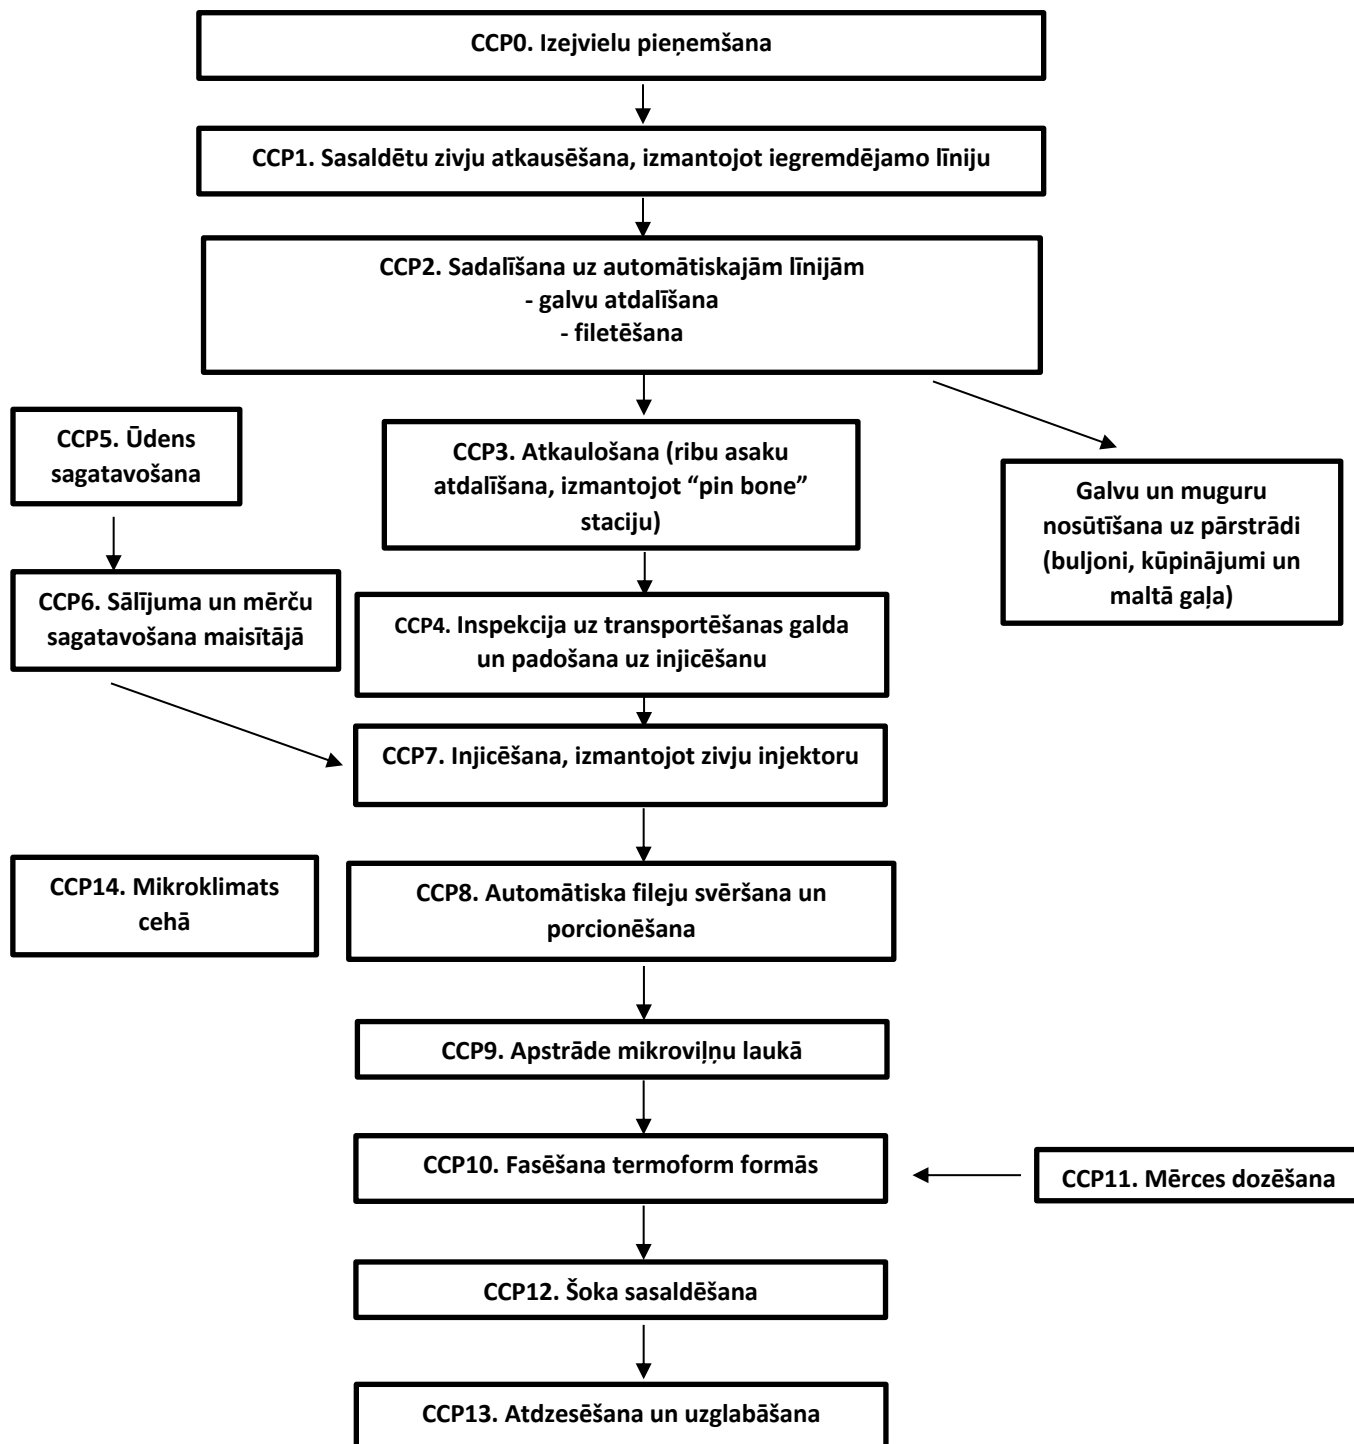 CCP0. Izejvielu pieņemšana
CCP1. Sasaldētu zivju atkausēšana, izmantojot iegremdējamo līniju
CCP2. Sadalīšana uz automātiskajām līnijām
- galvu atdalīšana
- filetēšana
CCP5. Ūdens
sagatavošana
CCP3. Atkaulošana (ribu asaku
atdalīšana, izmantojot “pin bone”
staciju)
Galvu un muguru
nosūtīšana uz pārstrādi
(buljoni, kūpinājumi un
maltā gaļa)
CCP6. Sālījuma un mērču
sagatavošana maisītājā
CCP4. Inspekcija uz transportēšanas galda
un padošana uz injicēšanu
CCP7. Injicēšana, izmantojot zivju injektoru
CCP14. Mikroklimats
cehā
CCP8. Automātiska fileju svēršana un
porcionēšana
CCP9. Apstrāde mikroviļņu laukā
CCP10. Fasēšana termoform formās
CCP11. Mērces dozēšana
CCP12. Šoka sasaldēšana
CCP13. Atdzesēšana un uzglabāšana